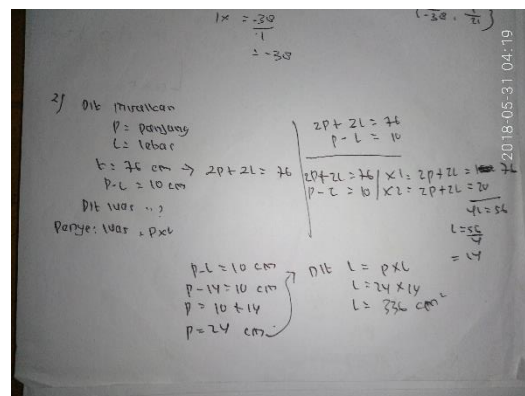 1x = -38
1
= -38
2) Dik misalkan
P = panjang
L = lebar
k = 76 cm → 2P + 2L = 76
P-L = 10 cm
Dit luas ..?
Penye: luas = PxL
2P + 2L = 76
P - L = 10
2P+2L = 76 | x1 = 2P+2L = 76
P-L = 10 | x2 = 2P+2L = 20
4L = 56
L = 56
4
= 14
P-L = 10 cm
P-14 = 10 cm
P = 10 + 14
P = 24 cm
Dit L = PXL
L = 24 x 14
L = 336 cm²
2018-05-31 04:19